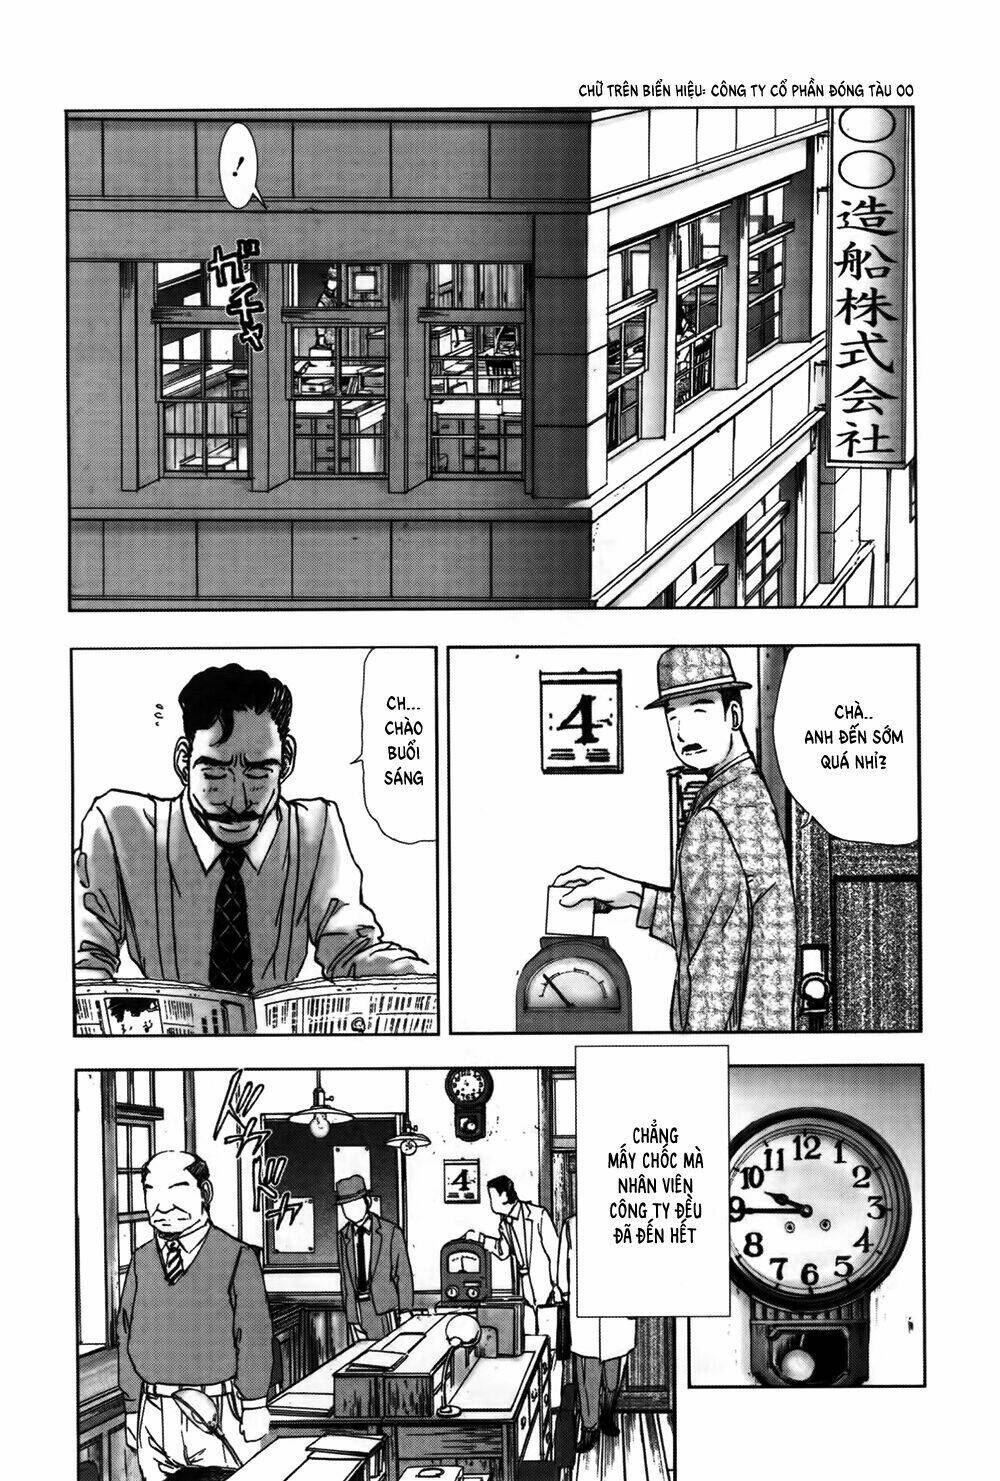 CHỮ TRÊN BIỂN HIỆU: CÔNG TY CỔ PHẦN ĐÓNG TÀU OO
〇〇造船株式会社
!
ガチャ
CHÀ..
ANH ĐẾN SỚM
QUÁ NHỈ?
4
CH...
CHÀO
BUỔI
SÁNG
12
1
2
3
4
5
6
7
8
9
10
11
CHẲNG
MẤY CHỐC MÀ
NHÂN VIÊN
CÔNG TY ĐỀU
ĐÃ ĐẾN HẾT
4